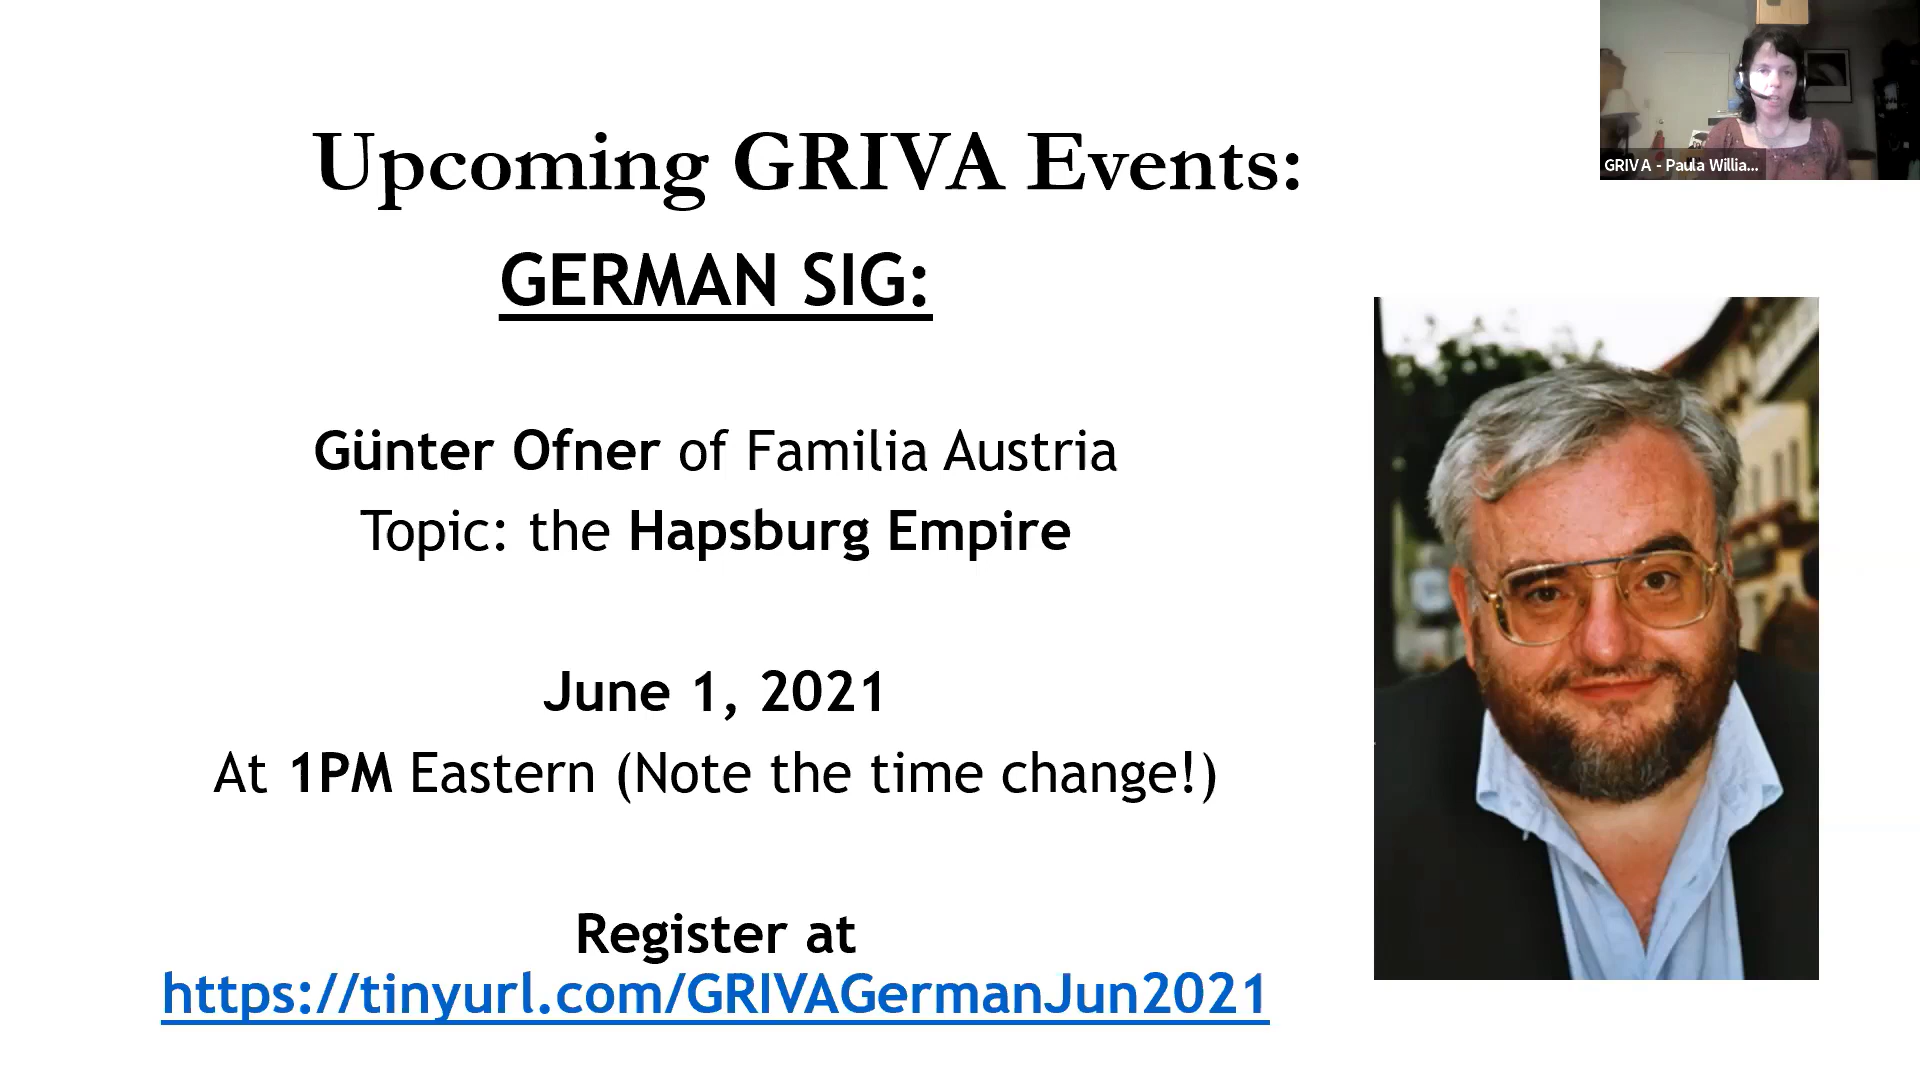 Upcoming GRIVA Events:
GERMAN SIG:
Günter Ofner of Familia Austria
Topic: the Hapsburg Empire
June 1, 2021
At 1PM Eastern (Note the time change!)
Register at
https://tinyurl.com/GRIVAGermanJun2021
GRIVA - Paula Willia...